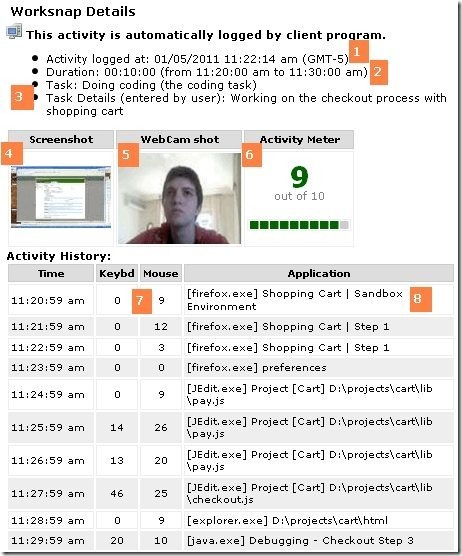 Worksnap Details
This activity is automatically logged by client program.
1
Activity logged at: 01/05/2011 11:22:14 am (GMT-5)
Duration: 00:10:00 (from 11:20:00 am to 11:30:00 am)
2
Task: Doing coding (the coding task)
3
Task Details (entered by user): Working on the checkout process with
shopping cart
Screenshot WebCam shot Activity Meter
4 5 6
9
out of 10
Activity History:
Time Keybd Mouse Application
11:20:59 am 0 7 9 [firefox.exe] Shopping Cart | Sandbox 8
Environment
11:21:59 am 0 12 [firefox.exe] Shopping Cart | Step 1
11:22:59 am 0 3 [firefox.exe] Shopping Cart | Step 1
11:23:59 am 0 0 [firefox.exe] preferences
11:24:59 am 0 9 [JEdit.exe] Project [Cart] D:\projects\cart\lib
\pay.js
11:25:59 am 14 26 [JEdit.exe] Project [Cart] D:\projects\cart\lib
\pay.js
11:26:59 am 13 20 [JEdit.exe] Project [Cart] D:\projects\cart\lib
\pay.js
11:27:59 am 46 25 [JEdit.exe] Project [Cart] D:\projects\cart\lib
\checkout.js
11:28:59 am 0 9 [explorer.exe] D:\projects\cart\html
11:29:59 am 20 10 [java.exe] Debugging - Checkout Step 3